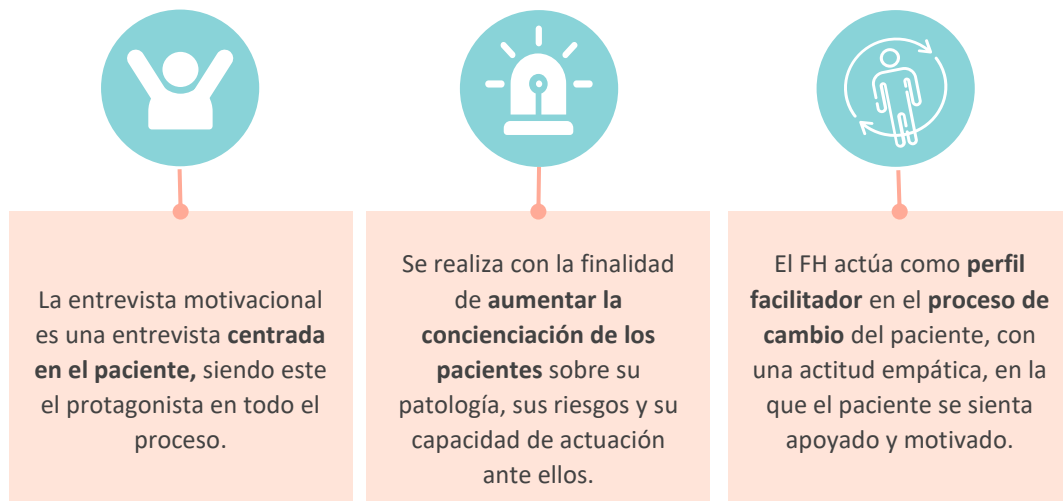 La entrevista motivacional
es una entrevista centrada
en el paciente, siendo este
el protagonista en todo el
proceso.
Se realiza con la finalidad
de aumentar la
concienciación de los
pacientes sobre su
patología, sus riesgos y su
capacidad de actuación
ante ellos.
El FH actúa como perfil
facilitador en el proceso de
cambio del paciente, con
una actitud empática, en la
que el paciente se sienta
apoyado y motivado.